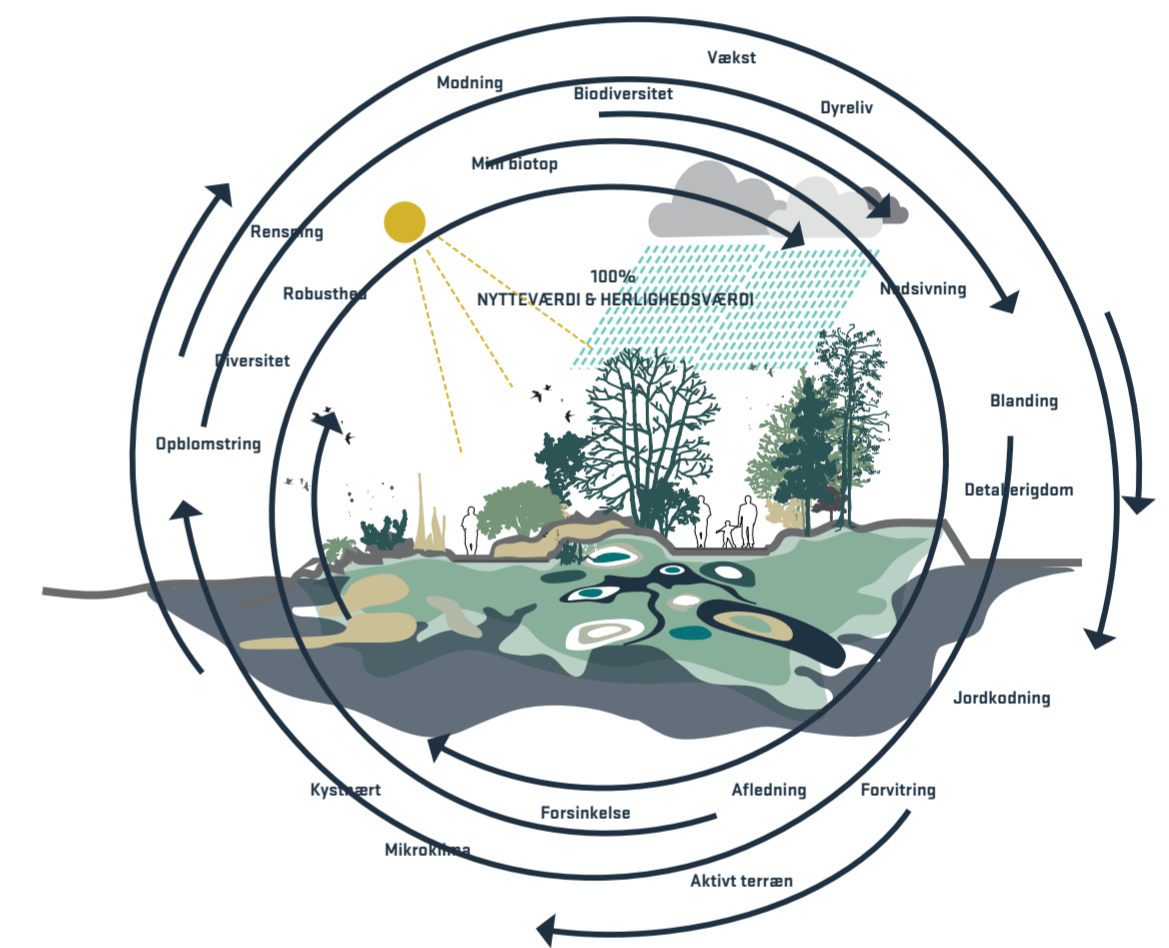 Vækst
Modning
Biodiversitet
Dyreliv
Mini biotop
Rensning
100%
NYTTEVÆRDI & HERLIGHEDSVÆRDI
Robusthed
Nedsivning
Diversitet
Blanding
Opblomstring
Detaljerigdom
Jordkodning
Kystnært
Afledning
Forvitring
Forsinkelse
Mikroklima
Aktivt terræn